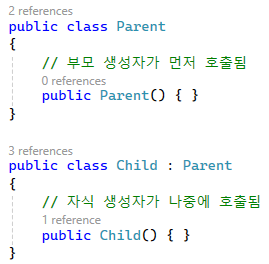 2 references
public class Parent
{
// 부모 생성자가 먼저 호출됨
0 references
public Parent() { }
}
3 references
public class Child : Parent
{
// 자식 생성자가 나중에 호출됨
1 reference
public Child() { }
}